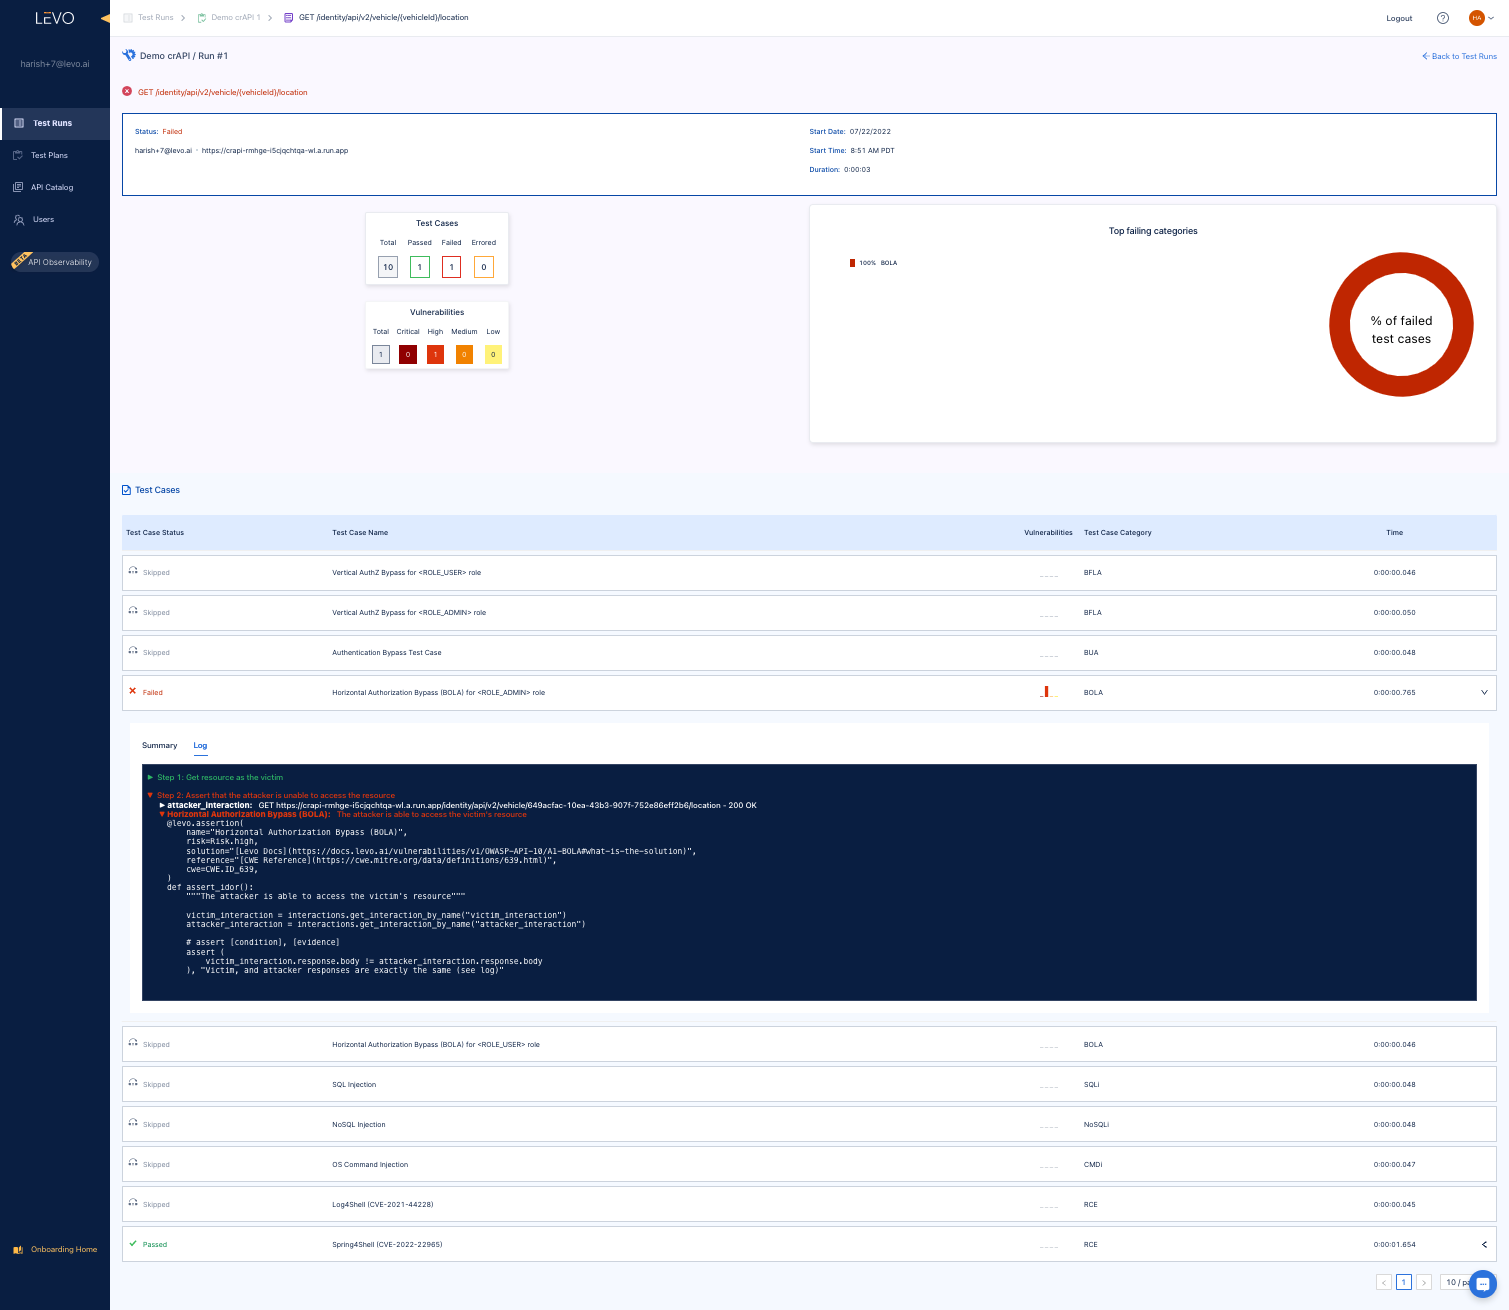 LEVO
harish+7@levo.ai
Test Runs
Test Plans
API Catalog
Users
BETA
API Observability
Onboarding Home
Test Runs > Demo crAPI 1 > GET /identity/api/v2/vehicle/{vehicleId}/location
Logout
HA
Demo crAPI / Run #1
Back to Test Runs
GET /identity/api/v2/vehicle/{vehicleId}/location
Status: Failed
harish+7@levo.ai - https://crapi-rmhge-i5cjqchtqa-wl.a.run.app
Start Date: 07/22/2022
Start Time: 8:51 AM PDT
Duration: 0:00:03
Test Cases
Total Passed Failed Errored
10 1 1 0
Vulnerabilities
Total Critical High Medium Low
1 0 1 0 0
Top failing categories
100% BOLA
% of failed
test cases
Test Cases
Test Case Status Test Case Name Vulnerabilities Test Case Category Time
Skipped Vertical AuthZ Bypass for <ROLE_USER> role BFLA 0:00:00.046
Skipped Vertical AuthZ Bypass for <ROLE_ADMIN> role BFLA 0:00:00.050
Skipped Authentication Bypass Test Case BUA 0:00:00.048
Failed Horizontal Authorization Bypass (BOLA) for <ROLE_ADMIN> role BOLA 0:00:00.765
Summary Log
Step 1: Get resource as the victim
Step 2: Assert that the attacker is unable to access the resource
attacker_interaction: GET https://crapi-rmhge-i5cjqchtqa-wl.a.run.app/identity/api/v2/vehicle/649acfac-10ea-43b3-907f-752e86eff2b6/location - 200 OK
Horizontal Authorization Bypass (BOLA): The attacker is able to access the victim's resource
@levo.assertion(
name="Horizontal Authorization Bypass (BOLA)",
risk=Risk.high,
solution="[Levo Docs](https://docs.levo.ai/vulnerabilities/v1/OWASP-API-10/A1-BOLA#what-is-the-solution)",
reference="[CWE Reference](https://cwe.mitre.org/data/definitions/639.html)",
cwe=CWE.ID_639,
)
def assert_idor():
"""The attacker is able to access the victim's resource"""
victim_interaction = interactions.get_interaction_by_name("victim_interaction")
attacker_interaction = interactions.get_interaction_by_name("attacker_interaction")
# assert [condition], [evidence]
assert (
victim_interaction.response.body != attacker_interaction.response.body
), "Victim, and attacker responses are exactly the same (see log)"
Skipped Horizontal Authorization Bypass (BOLA) for <ROLE_USER> role BOLA 0:00:00.046
Skipped SQL Injection SQLi 0:00:00.048
Skipped NoSQL Injection NoSQLi 0:00:00.048
Skipped OS Command Injection CMDi 0:00:00.047
Skipped Log4Shell (CVE-2021-44228) RCE 0:00:00.045
Passed Spring4Shell (CVE-2022-22965) RCE 0:00:01.654
< 1 > 10 / pa